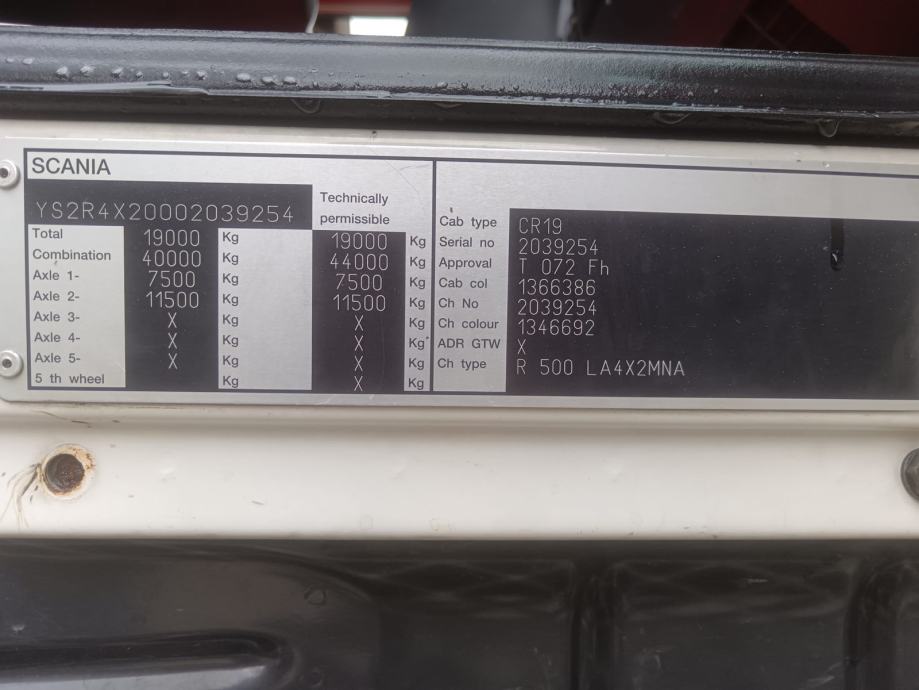 SCANIA
YS2R4X20002039254
Technically
permissible
Total 19000 Kg 19000 Kg
Combination 40000 Kg 44000 Kg
Axle 1- 7500 Kg 7500 Kg
Axle 2- 11500 Kg 11500 Kg
Axle 3- X Kg X Kg
Axle 4- X Kg X Kg
Axle 5- X Kg X Kg
5 th wheel Kg X Kg
Cab type CR19
Serial no 2039254
Approval T 072 Fh
Cab col 1366386
Ch No 2039254
Ch colour 1346692
ADR GTW X
Ch type R 500 LA4X2MNA